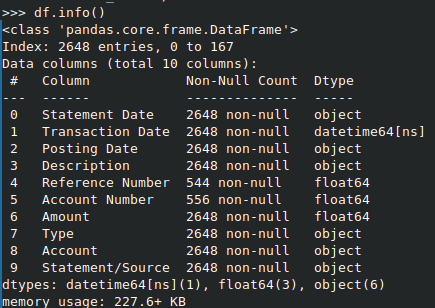 >>> df.info()
<class 'pandas.core.frame.DataFrame'>
Index: 2648 entries, 0 to 167
Data columns (total 10 columns):
 #   Column            Non-Null Count  Dtype
---  ------            --------------  -----
 0   Statement Date    2648 non-null   object
 1   Transaction Date  2648 non-null   datetime64[ns]
 2   Posting Date      2648 non-null   object
 3   Description       2648 non-null   object
 4   Reference Number  544 non-null    float64
 5   Account Number    556 non-null    float64
 6   Amount            2648 non-null   float64
 7   Type              2648 non-null   object
 8   Account           2648 non-null   object
 9   Statement/Source  2648 non-null   object
dtypes: datetime64[ns](1), float64(3), object(6)
memory usage: 227.6+ KB